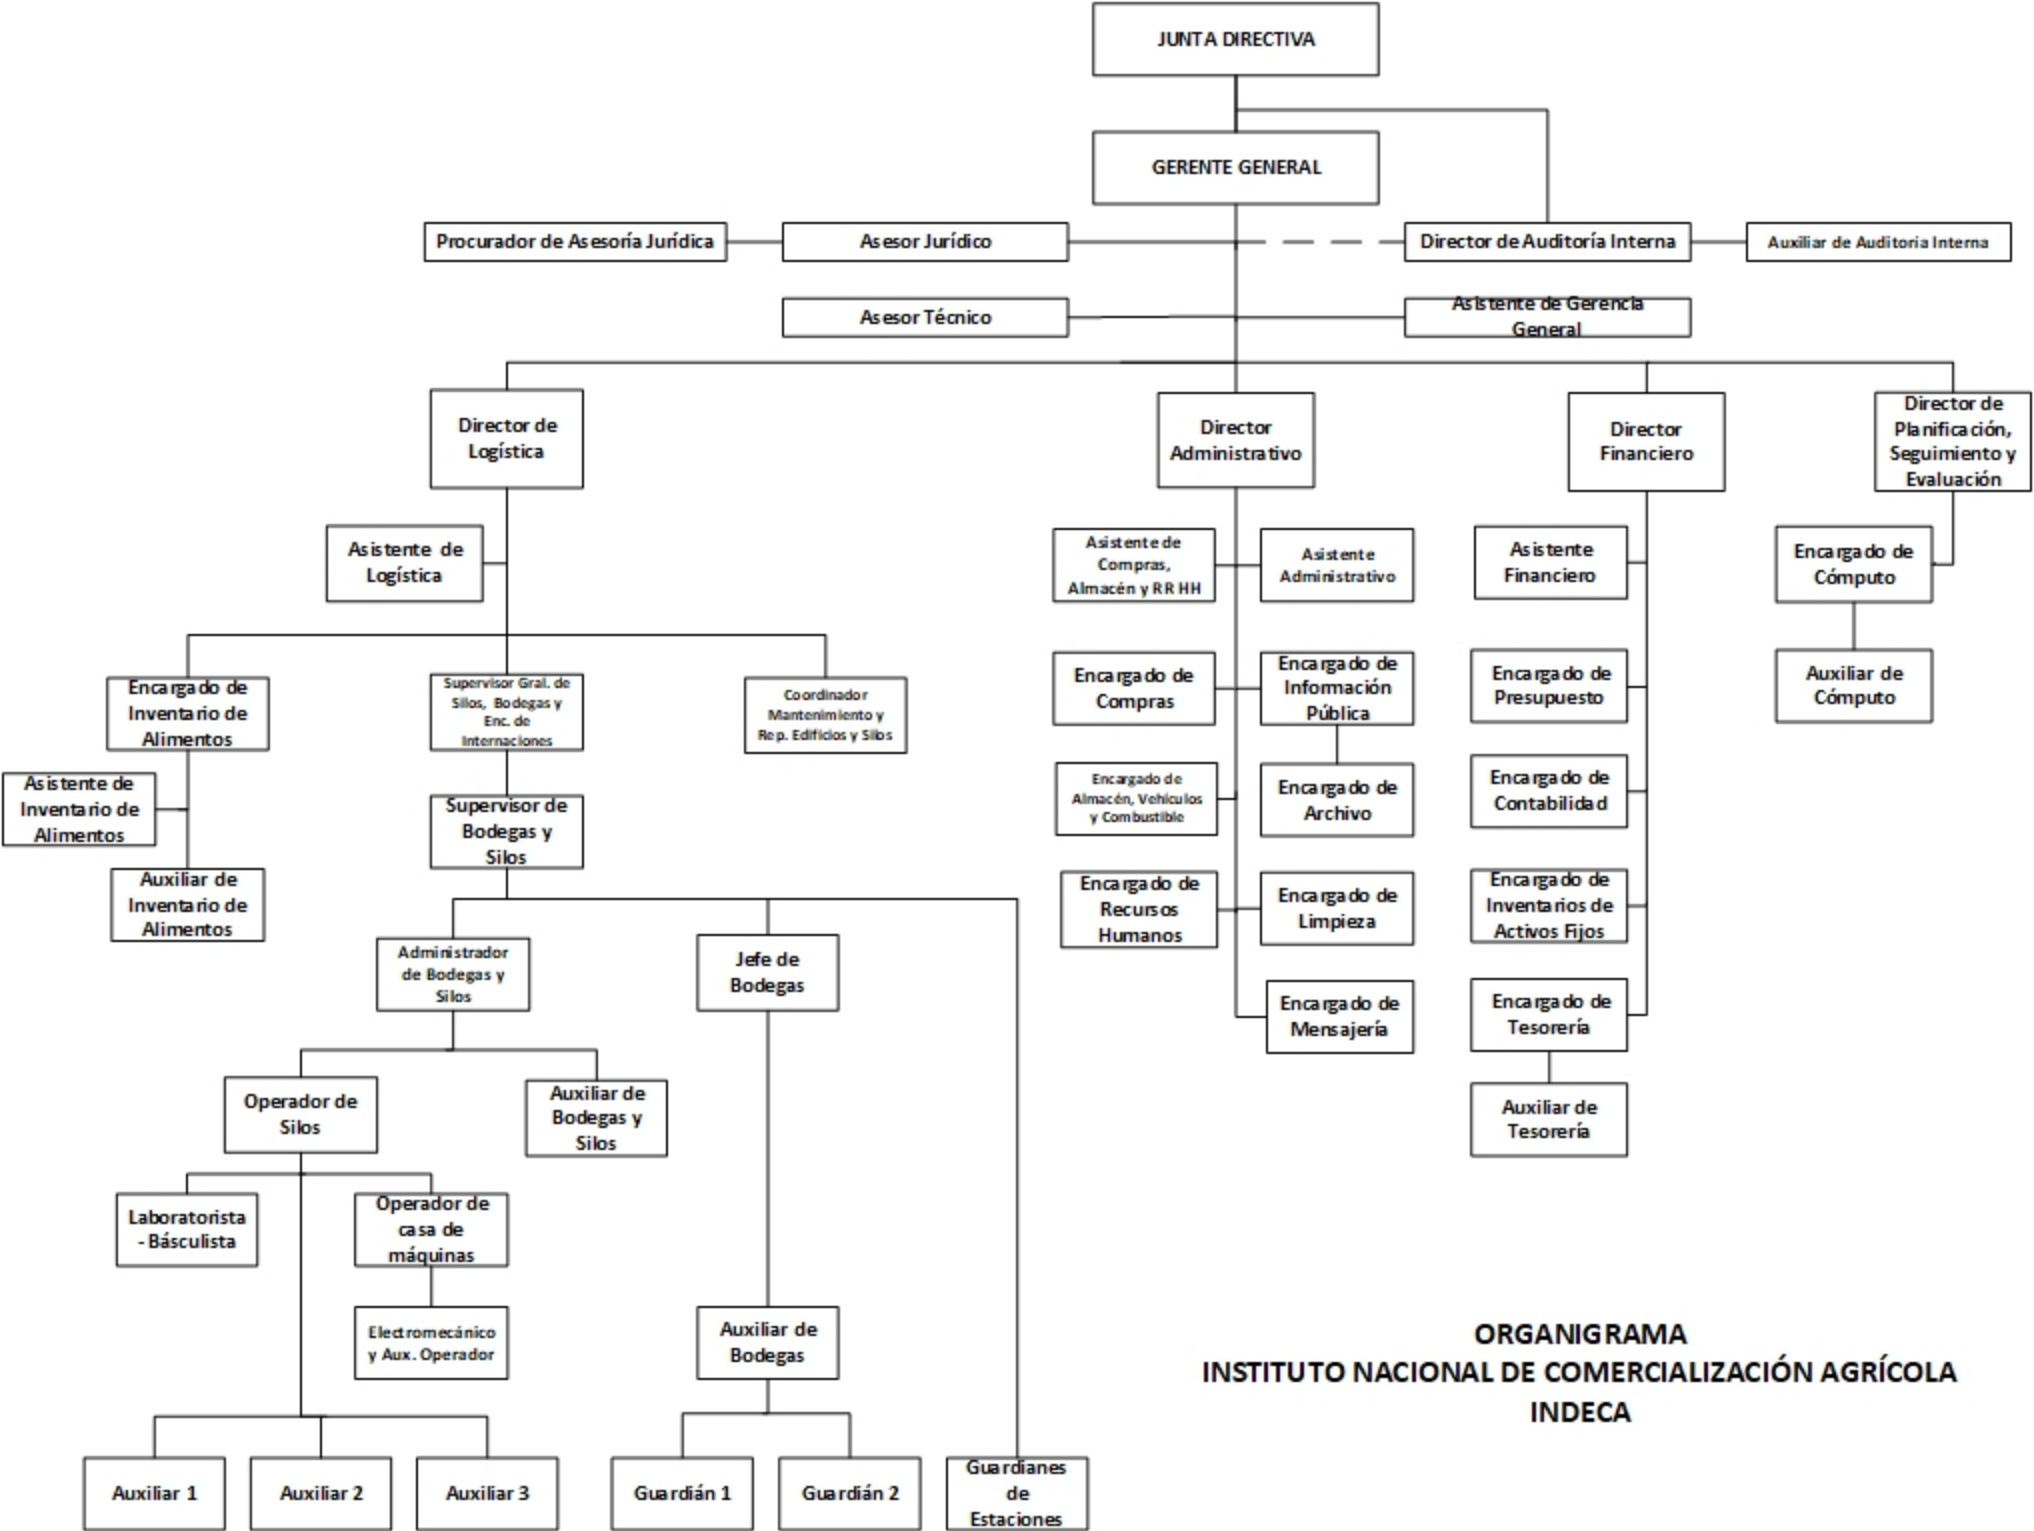 JUNTA DIRECTIVA
GERENTE GENERAL
Procurador de Asesoría Jurídica
Asesor Jurídico
Director de Auditoría Interna
Auxiliar de Auditoria Interna
Asesor Técnico
Asistente de Gerencia
General
Director de
Logística
Director
Administrativo
Director
Financiero
Director de
Planificación,
Seguimiento y
Evaluación
Asistente de
Logística
Asistente de
Compras,
Almacén y RR HH
Asistente
Administrativo
Asistente
Financiero
Encargado de
Cómputo
Encargado de
Inventario de
Alimentos
Supervisor Gral. de
Silos, Bodegas y
Enc. de
Internaciones
Coordinador
Mantenimiento y
Rep. Edificios y Silos
Encargado de
Compras
Encargado de
Información
Pública
Encargado de
Presupuesto
Auxiliar de
Cómputo
Asistente de
Inventario de
Alimentos
Supervisor de
Bodegas y
Silos
Encargado de
Almacén, Vehículos
y Combustible
Encargado de
Archivo
Encargado de
Contabilidad
Auxiliar de
Inventario de
Alimentos
Encargado de
Recursos
Humanos
Encargado de
Limpieza
Encargado de
Inventarios de
Activos Fijos
Administrador
de Bodegas y
Silos
Jefe de
Bodegas
Encargado de
Mensajería
Encargado de
Tesorería
Operador de
Silos
Auxiliar de
Bodegas y
Silos
Auxiliar de
Tesorería
Laboratorista
- Básculista
Operador de
casa de
máquinas
Electromecánico
y Aux. Operador
Auxiliar de
Bodegas
Auxiliar 1
Auxiliar 2
Auxiliar 3
Guardián 1
Guardián 2
Guardianes
de
Estaciones
ORGANIGRAMA
INSTITUTO NACIONAL DE COMERCIALIZACIÓN AGRÍCOLA
INDECA